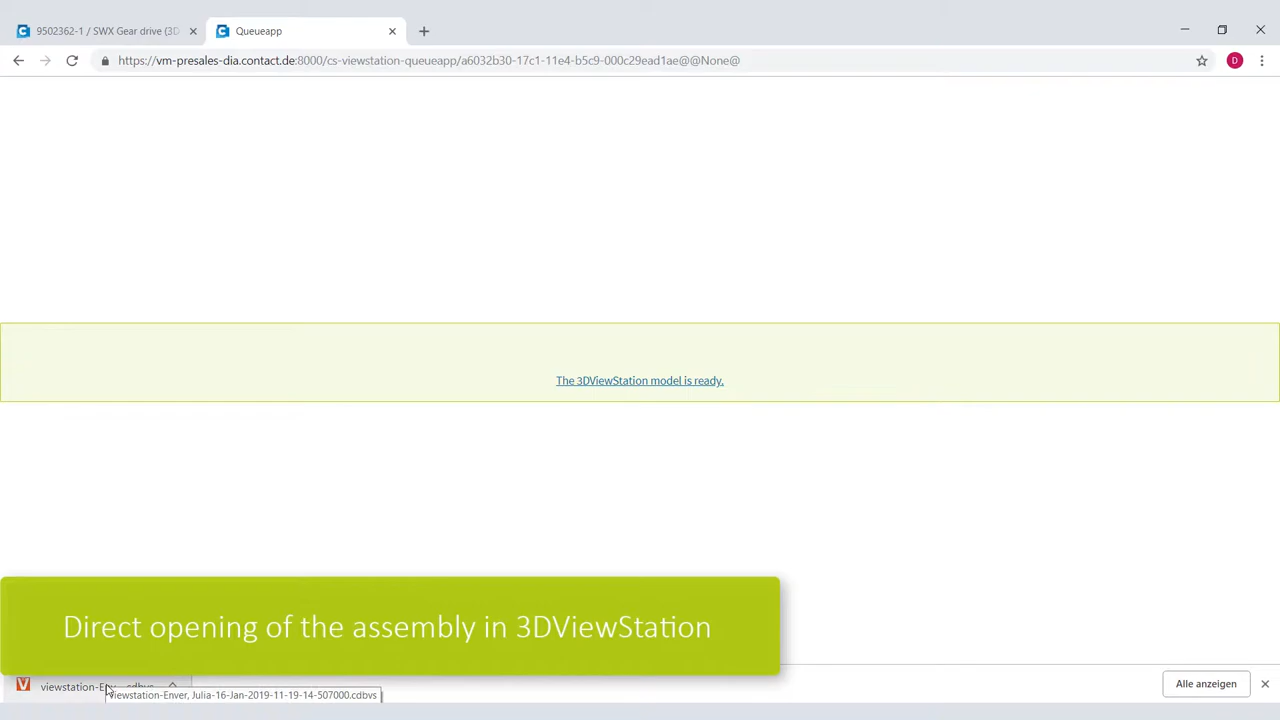 9502362-1 / SWX Gear drive (3D
Queueapp
https://vm-presales-dia.contact.de:8000/cs-viewstation-queueapp/a6032b30-17c1-11e4-b5c9-000c29ead1ae@@None@
D
The 3DViewStation model is ready.
Direct opening of the assembly in 3DViewStation
V viewstation-E
Viewstation-Enver, Julia-16-Jan-2019-11-19-14-507000.cdbvs
Alle anzeigen